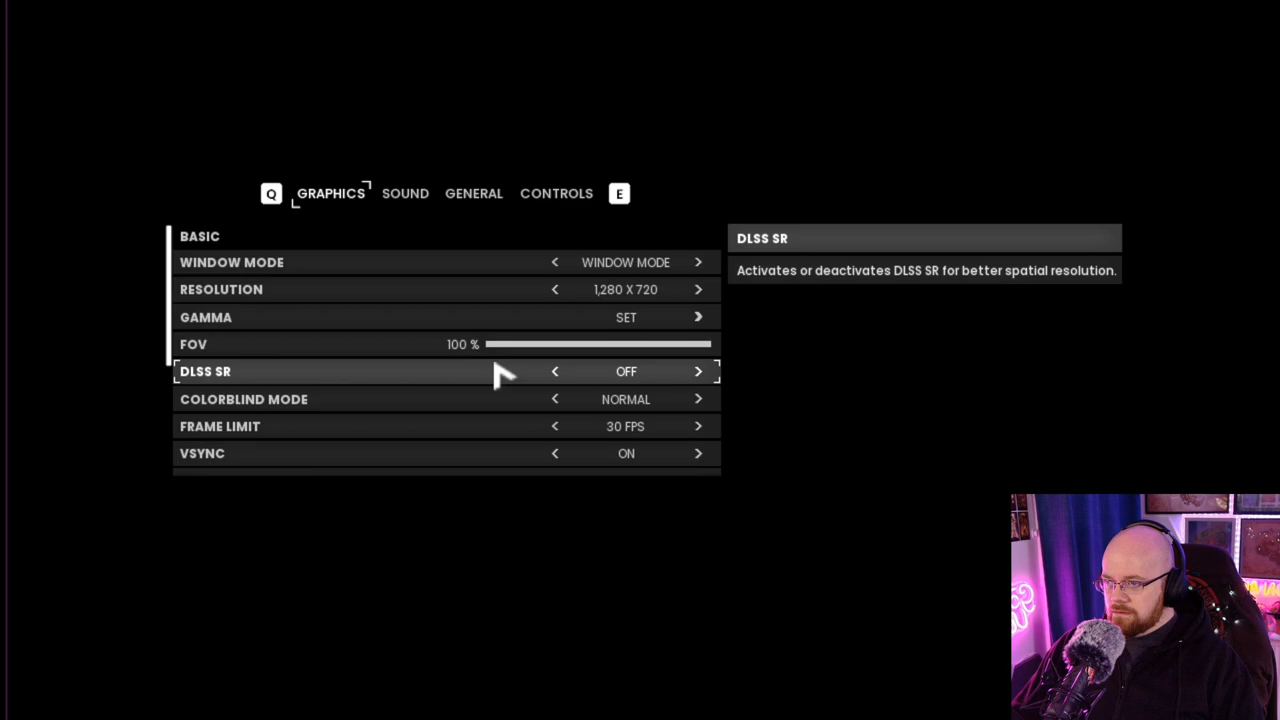 Q GRAPHICS SOUND GENERAL CONTROLS E
BASIC
WINDOW MODE < WINDOW MODE >
RESOLUTION < 1,280 X 720 >
GAMMA SET >
FOV 100 %
DLSS SR < OFF >
COLORBLIND MODE < NORMAL >
FRAME LIMIT < 30 FPS >
VSYNC < ON >
DLSS SR
Activates or deactivates DLSS SR for better spatial resolution.